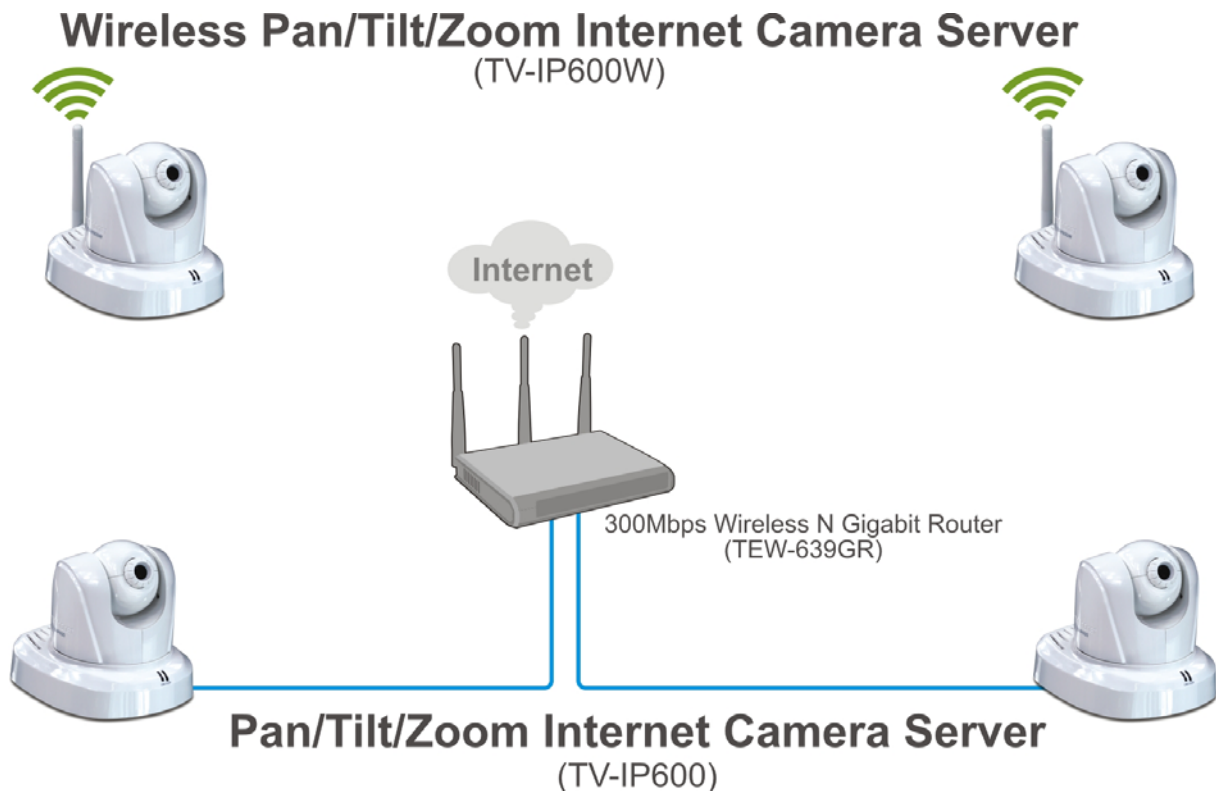 Wireless Pan/Tilt/Zoom Internet Camera Server
(TV-IP600W)
Internet
300Mbps Wireless N Gigabit Router
(TEW-639GR)
Pan/Tilt/Zoom Internet Camera Server
(TV-IP600)